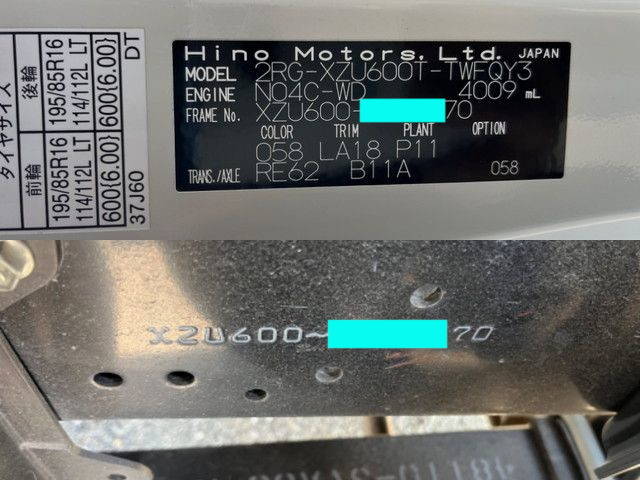 タイヤサイズ
後輪
195/85R16
114/112L LT
600{6.00}
DT
前輪
195/85R16
114/112L LT
600{6.00}
37J60
Hino Motors, Ltd. JAPAN
MODEL 2RG-XZU600T-TWFQY3
ENGINE N04C-WD 4009 mL
FRAME No. XZU600- 70
COLOR TRIM PLANT OPTION
058 LA18 P11
TRANS./AXLE RE62 B11A 058
XZU600~ 70